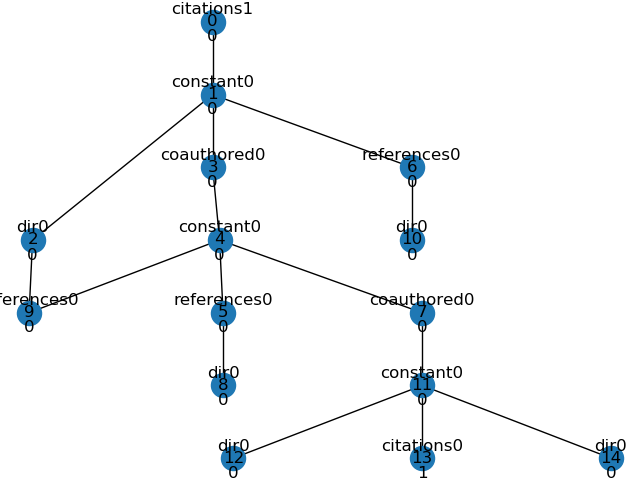 citations1
0
0
constant0
1
0
coauthored0
3
0
references0
6
0
dir0
2
0
constant0
4
0
dir0
10
0
ferences0
9
0
references0
5
0
coauthored0
7
0
dir0
8
0
constant0
11
0
dir0
12
0
citations0
13
1
dir0
14
0